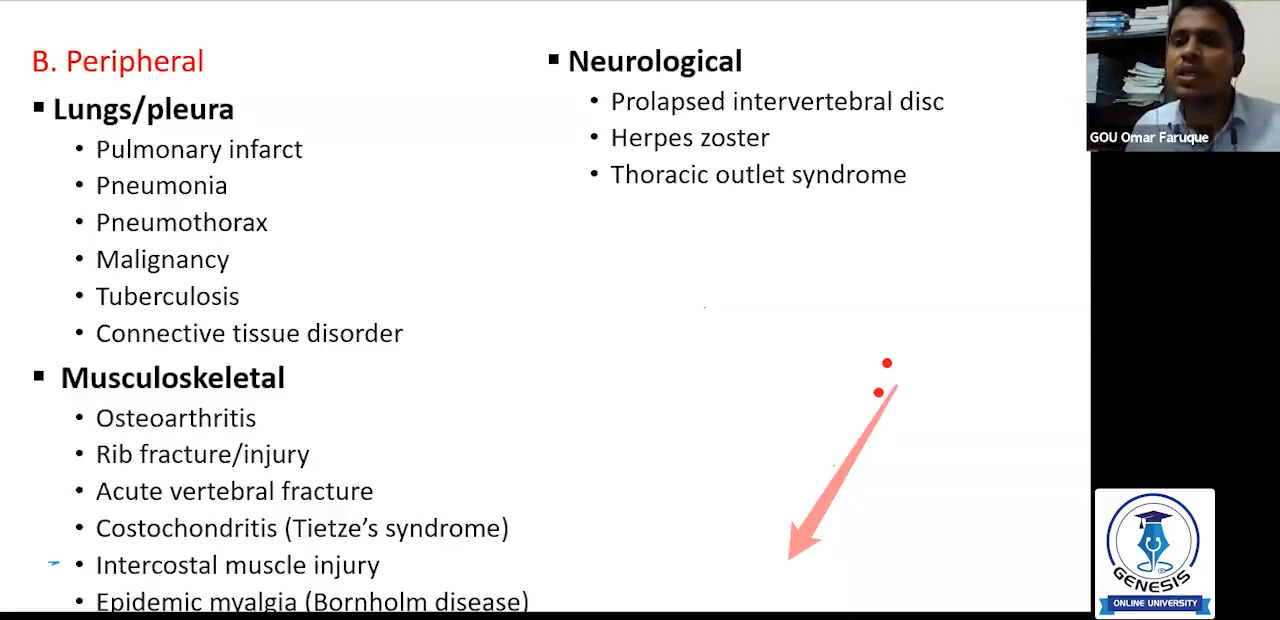 B. Peripheral
▪ Lungs/pleura
• Pulmonary infarct
• Pneumonia
• Pneumothorax
• Malignancy
• Tuberculosis
• Connective tissue disorder
▪ Musculoskeletal
• Osteoarthritis
• Rib fracture/injury
• Acute vertebral fracture
• Costochondritis (Tietze’s syndrome)
• Intercostal muscle injury
• Epidemic myalgia (Bornholm disease)
▪ Neurological
• Prolapsed intervertebral disc
• Herpes zoster
• Thoracic outlet syndrome
GOU Omar Faruque
GENESIS
ONLINE UNIVERSITY